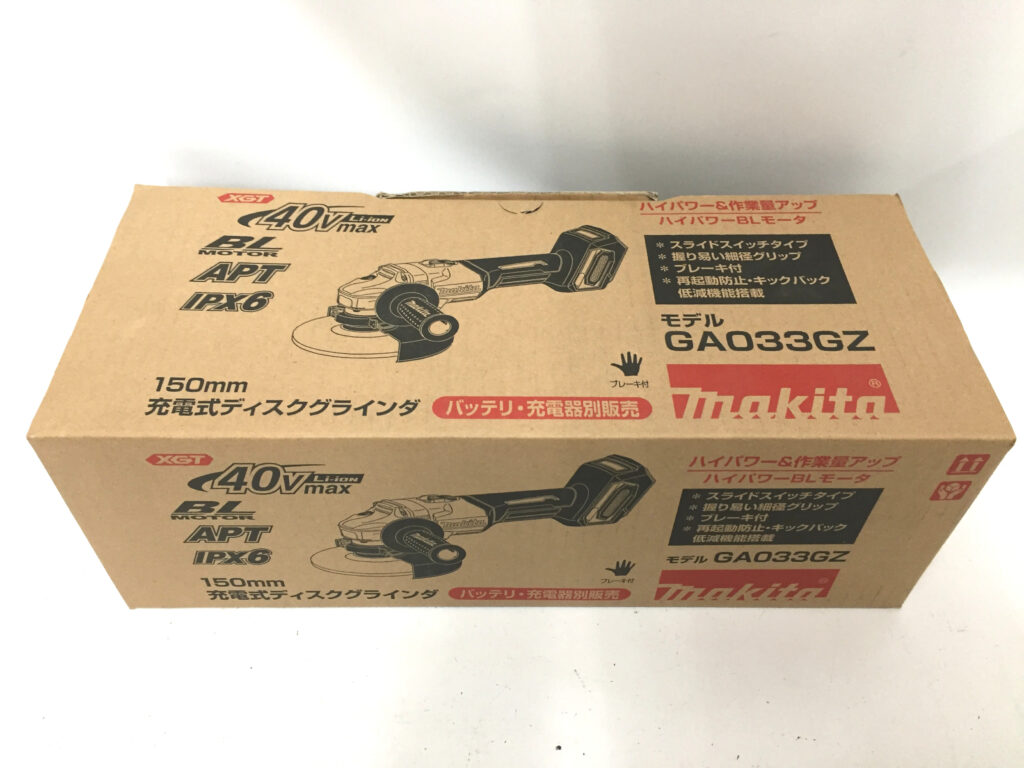 XGT
40Vmax Li-ion
BL
MOTOR
APT
IPX6
150mm
充電式ディスクグラインダ
バッテリ・充電器別販売
makita
ブレーキ付
ハイパワー&作業量アップ
ハイパワーBLモータ
* スライドスイッチタイプ
* 握り易い細径グリップ
* ブレーキ付
* 再起動防止・キックバック
低減機能搭載
モデル
GA033GZ
makita®
XGT
40Vmax Li-ion
BL
MOTOR
APT
IPX6
150mm
充電式ディスクグラインダ
バッテリ・充電器別販売
makita
ブレーキ付
ハイパワー&作業量アップ
ハイパワーBLモータ
* スライドスイッチタイプ
* 握り易い細径グリップ
* ブレーキ付
* 再起動防止・キックバック
低減機能搭載
モデル GA033GZ
makita®